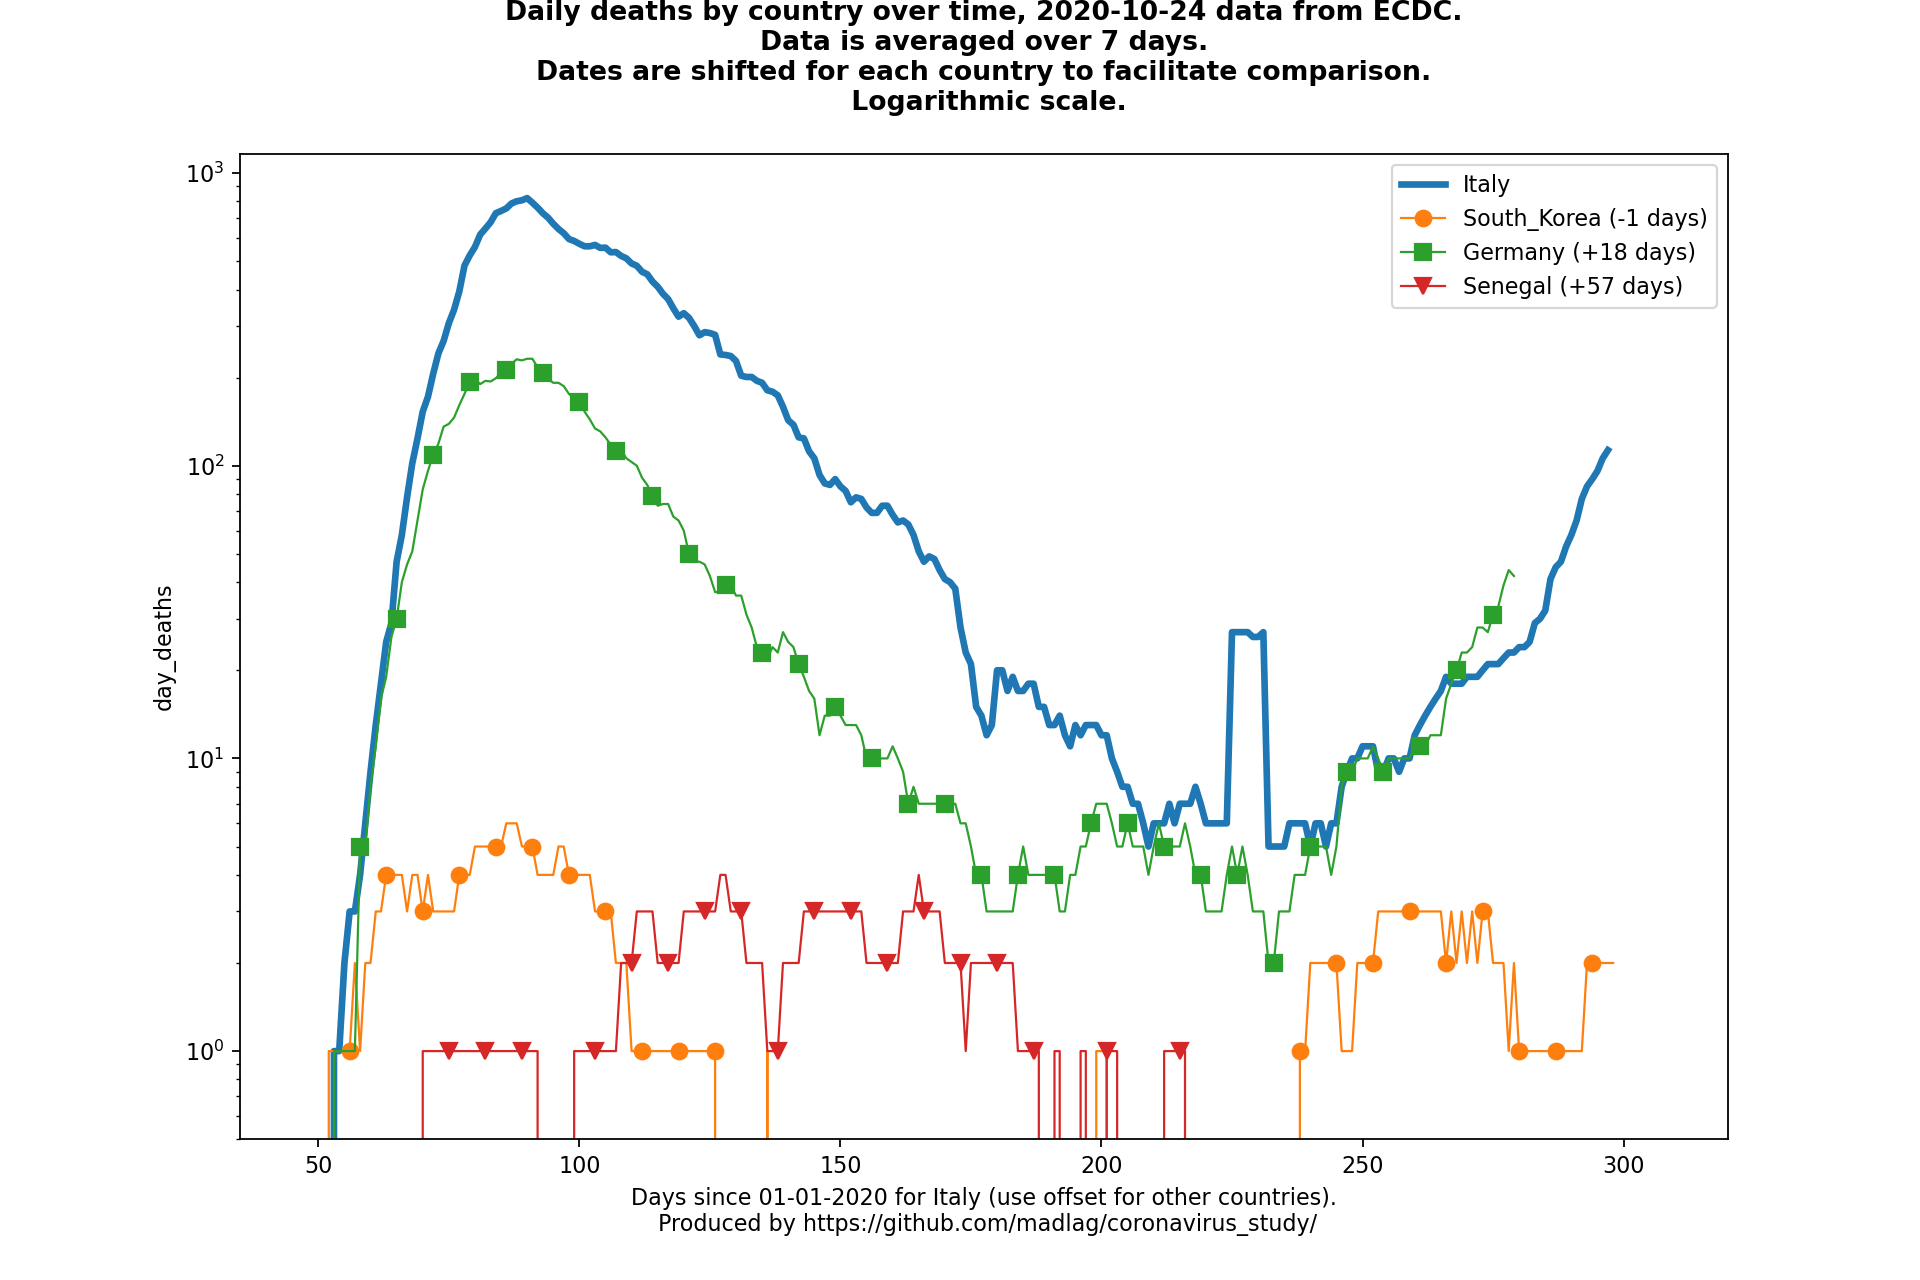 Daily deaths by country over time, 2020-10-24 data from ECDC.
Data is averaged over 7 days.
Dates are shifted for each country to facilitate comparison.
Logarithmic scale.
10³
10²
10¹
10⁰
day_deaths
Italy
South_Korea (-1 days)
Germany (+18 days)
Senegal (+57 days)
50 100 150 200 250 300
Days since 01-01-2020 for Italy (use offset for other countries).
Produced by https://github.com/madlag/coronavirus_study/